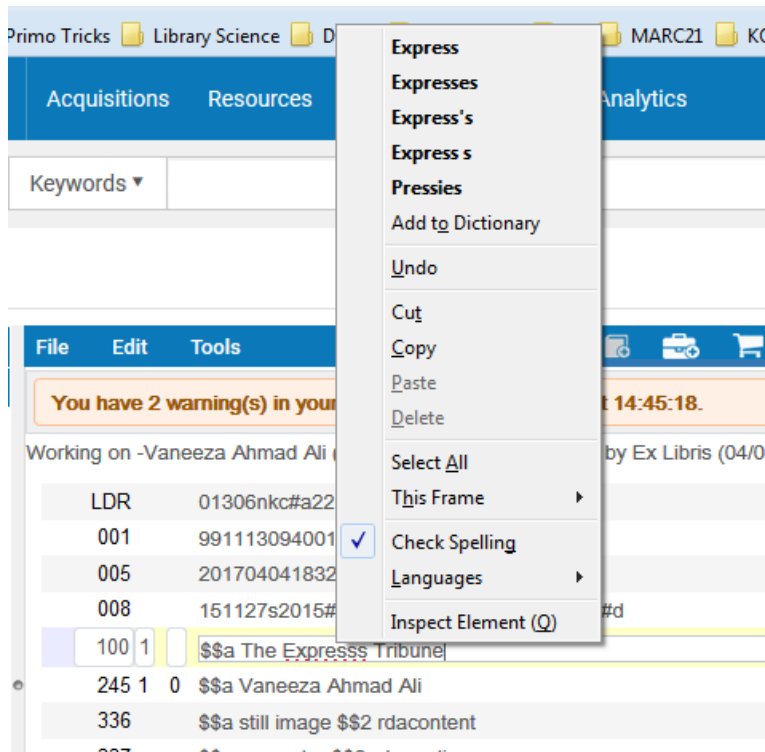 Primo Tricks Library Science D MARC21 KO
Acquisitions Resources Analytics
Keywords ▾
Express
Expresses
Express's
Express s
Pressies
Add to Dictionary
Undo
Cut
Copy
Paste
Delete
Select All
This Frame
Check Spelling
Languages
Inspect Element (Q)
File Edit Tools
You have 2 warning(s) in your t 14:45:18.
Working on -Vaneeza Ahmad Ali ( by Ex Libris (04/0
LDR 01306nkc#a22
001 991113094001
005 201704041832
008 151127s2015# #d
100 1 $$a The Expresss Tribune
245 1 0 $$a Vaneeza Ahmad Ali
336 $$a still image $$2 rdacontent